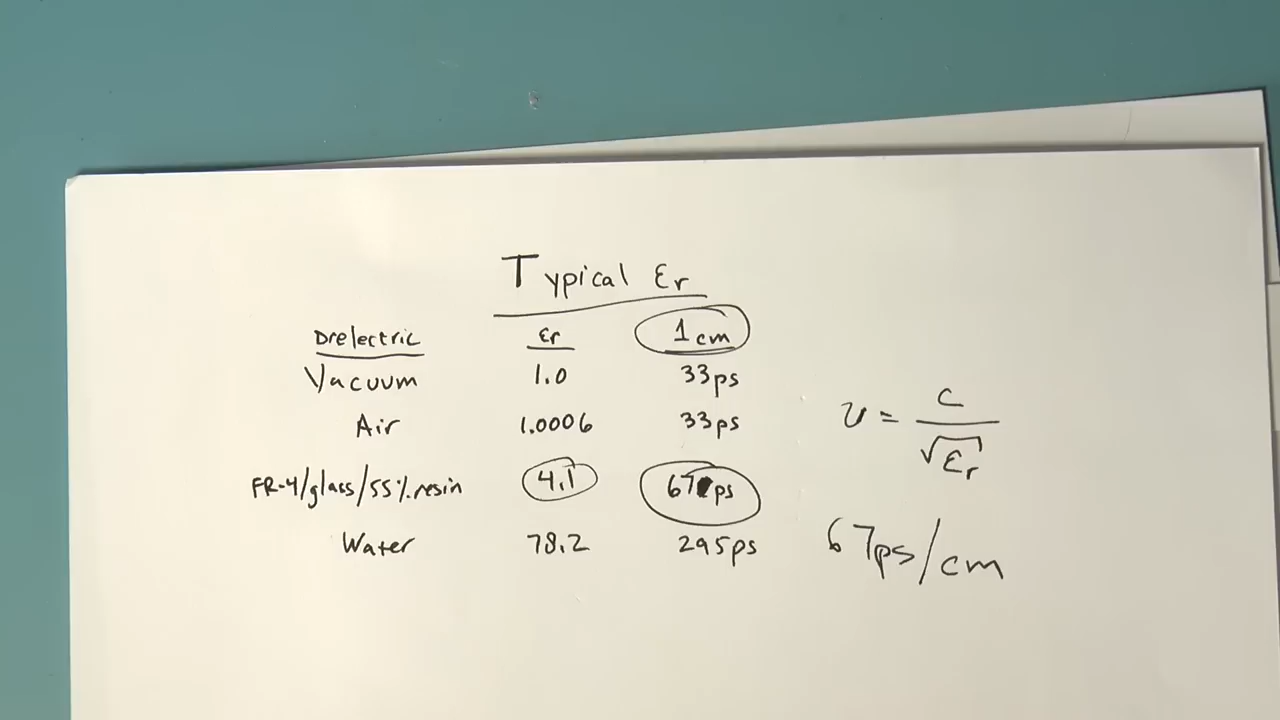 Typical εr
Dielectric εr 1cm
Vacuum 1.0 33ps
Air 1.0006 33ps
FR-4/glass/55% resin 4.1 67ps
Water 78.2 295ps
v = c/√εr
67ps/cm